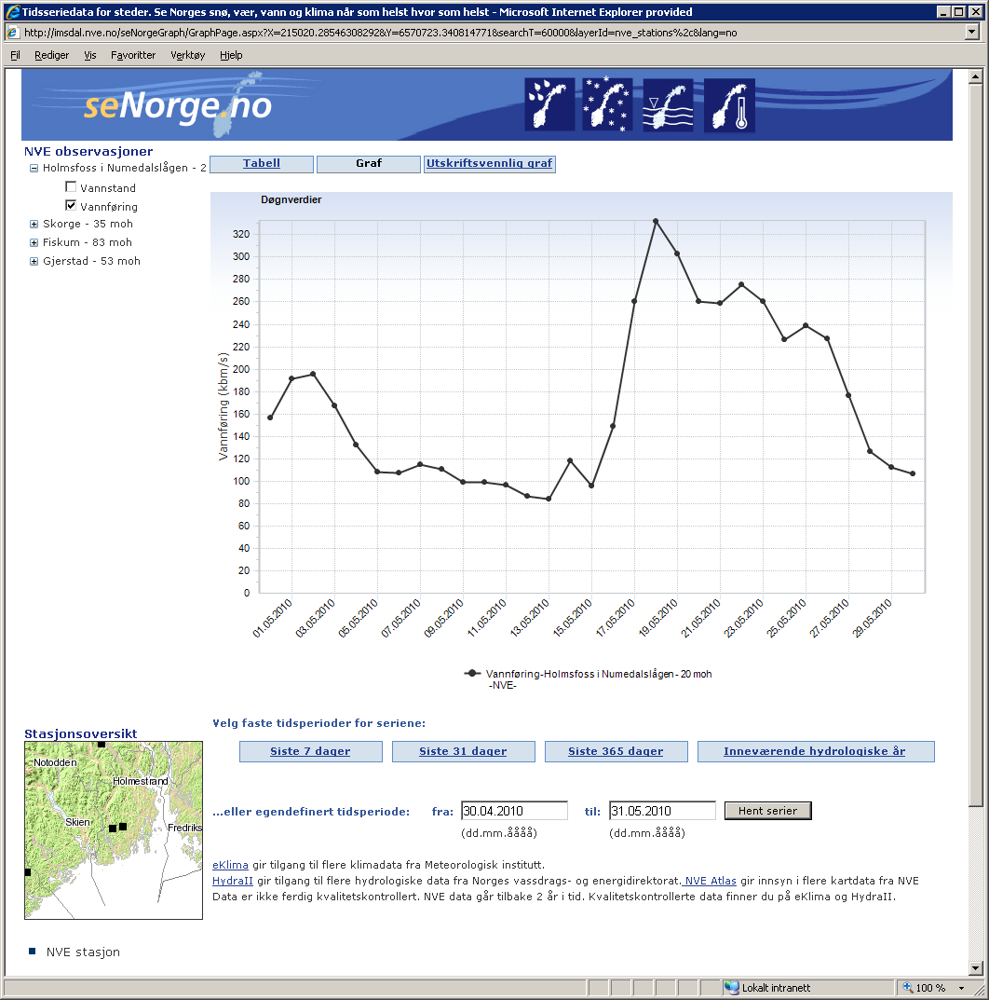 Tidsseriedata for steder. Se Norges snø, vær, vann og klima når som helst hvor som helst - Microsoft Internet Explorer provided
http://imsdal.nve.no/seNorgeGraph/GraphPage.aspx?X=215020.285463082928&Y=6570723.340814771&searchT=60000&layerId=nve_stations%2c&lang=no
Fil Rediger Vis Favoritter Verktøy Hjelp
seNorge.no
NVE observasjoner
Holmsfoss i Numedalslågen - 2
Vannstand
Vannføring
Skorge - 35 moh
Fiskum - 83 moh
Gjerstad - 53 moh
Tabell Graf Utskriftsvennlig graf
Døgnverdier
Vannføring (kbm/s)
320
300
280
260
240
220
200
180
160
140
120
100
80
60
40
20
0
01.05.2010 03.05.2010 05.05.2010 07.05.2010 09.05.2010 11.05.2010 13.05.2010 15.05.2010 17.05.2010 19.05.2010 21.05.2010 23.05.2010 25.05.2010 27.05.2010 29.05.2010
Vannføring-Holmsfoss i Numedalslågen - 20 moh
-NVE-
Stasjonsoversikt
Notodden
Holmestrand
Skien
Fredriks
NVE stasjon
Velg faste tidsperioder for seriene:
Siste 7 dager Siste 31 dager Siste 365 dager Inneværende hydrologiske år
...eller egendefinert tidsperiode: fra: 30.04.2010 til: 31.05.2010 Hent serier
(dd.mm.åååå) (dd.mm.åååå)
eKlima gir tilgang til flere klimadata fra Meteorologisk institutt.
HydraII gir tilgang til flere hydrologiske data fra Norges vassdrags- og energidirektorat. NVE Atlas gir innsyn i flere kartdata fra NVE
Data er ikke ferdig kvalitetskontrollert. NVE data går tilbake 2 år i tid. Kvalitetskontrollerte data finner du på eKlima og HydraII.
Lokalt intranett 100 %